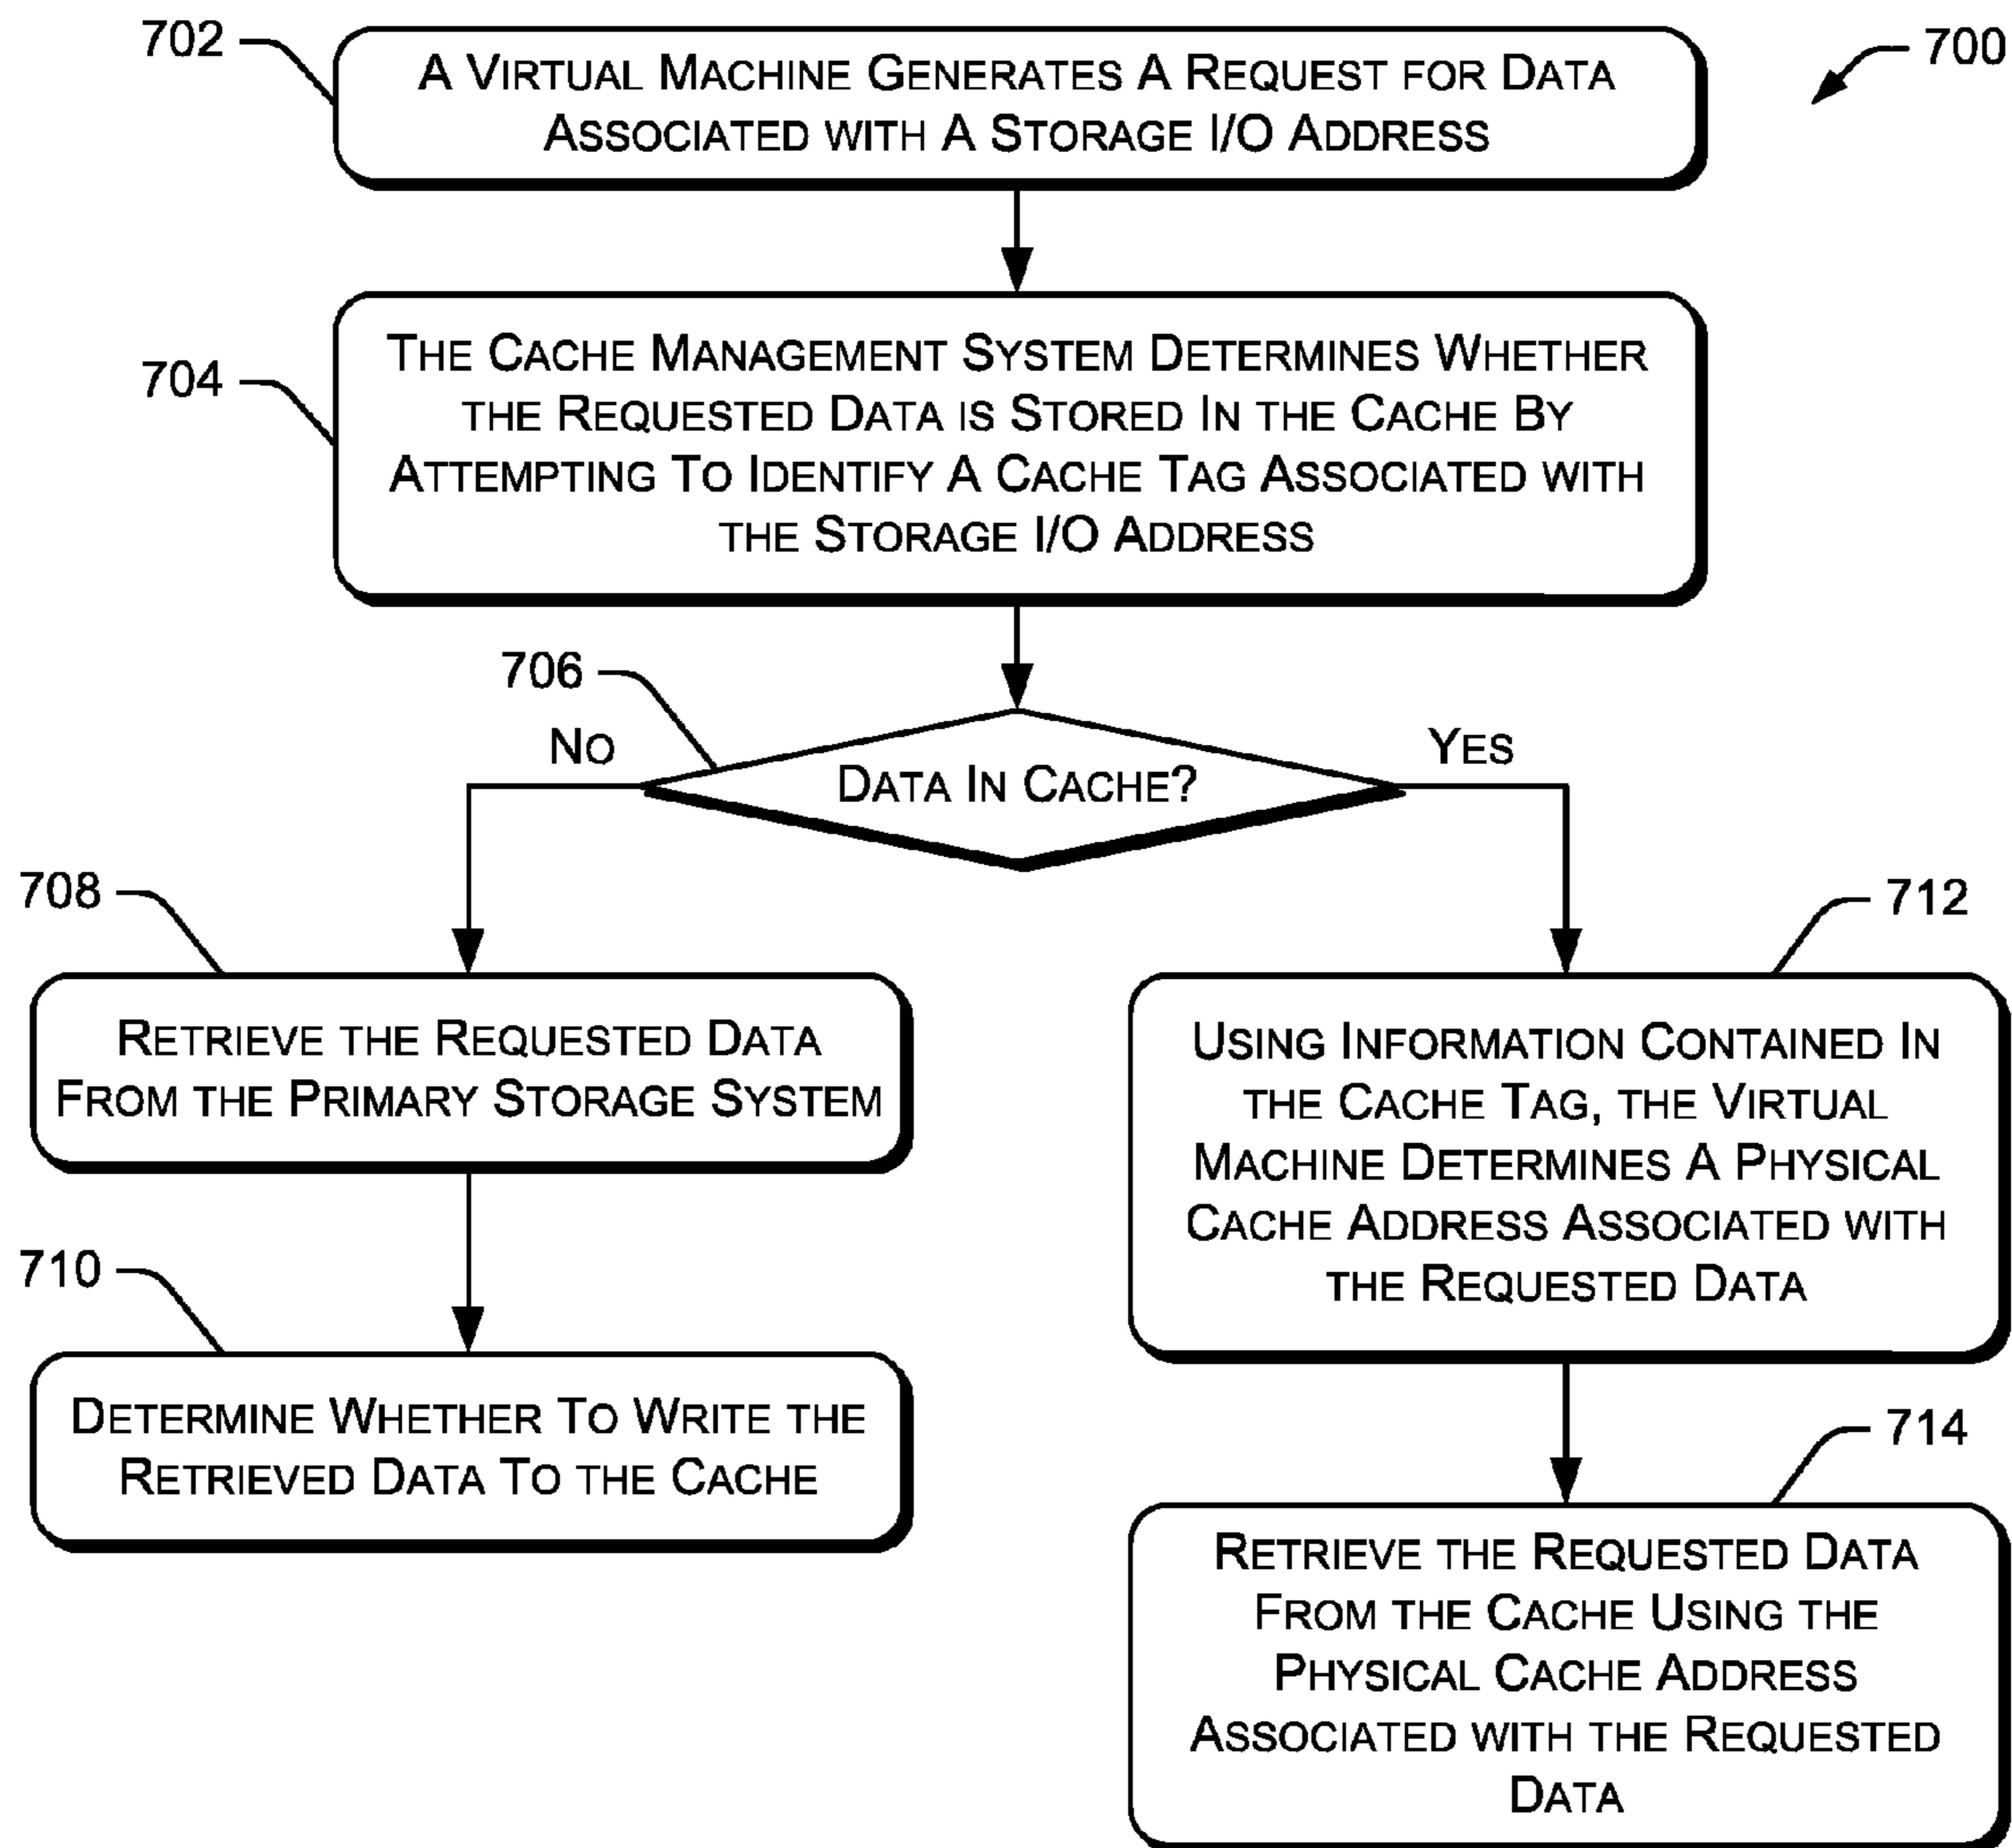 702
A VIRTUAL MACHINE GENERATES A REQUEST FOR DATA
ASSOCIATED WITH A STORAGE I/O ADDRESS
700
704
THE CACHE MANAGEMENT SYSTEM DETERMINES WHETHER
THE REQUESTED DATA IS STORED IN THE CACHE BY
ATTEMPTING TO IDENTIFY A CACHE TAG ASSOCIATED WITH
THE STORAGE I/O ADDRESS
706
NO
DATA IN CACHE?
YES
708
RETRIEVE THE REQUESTED DATA
FROM THE PRIMARY STORAGE SYSTEM
710
DETERMINE WHETHER TO WRITE THE
RETRIEVED DATA TO THE CACHE
712
USING INFORMATION CONTAINED IN
THE CACHE TAG, THE VIRTUAL
MACHINE DETERMINES A PHYSICAL
CACHE ADDRESS ASSOCIATED WITH
THE REQUESTED DATA
714
RETRIEVE THE REQUESTED DATA
FROM THE CACHE USING THE
PHYSICAL CACHE ADDRESS
ASSOCIATED WITH THE REQUESTED
DATA